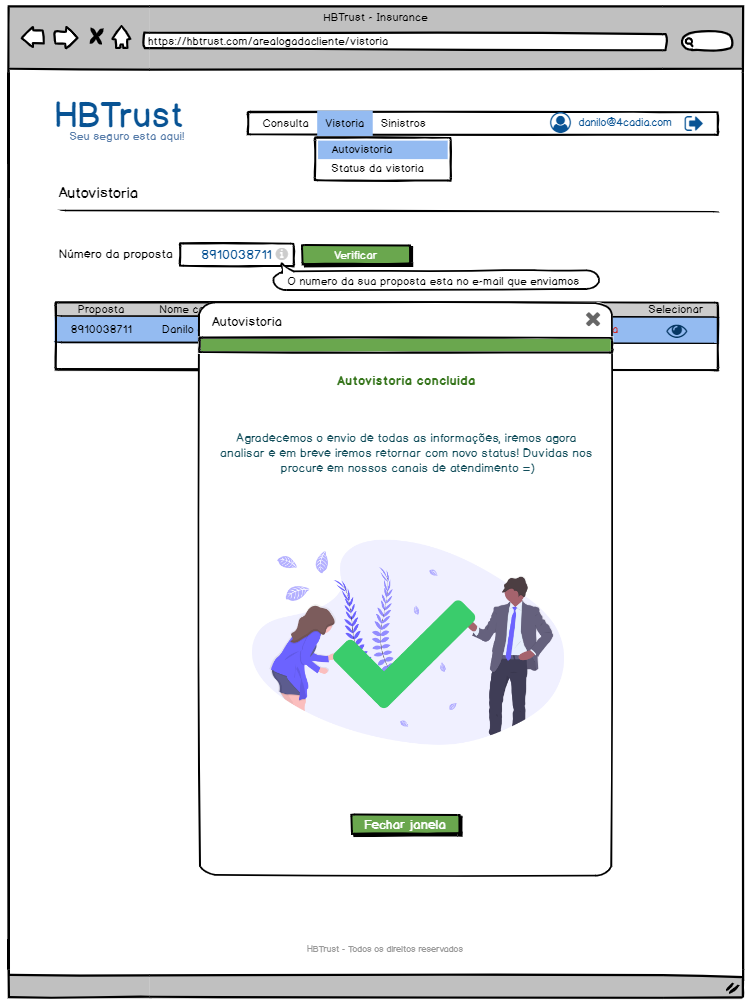 HBTrust - Insurance
https://hbtrust.com/arealogadacliente/vistoria
HBTrust
Seu seguro esta aqui!
Consulta Vistoria Sinistros danilo@4cadia.com
Autovistoria
Status da vistoria
Autovistoria
Número da proposta 8910038711 i Verificar
O numero da sua proposta esta no e-mail que enviamos
Proposta Nome Selecionar
8910038711 Danilo
Autovistoria
Autovistoria concluida
Agradecemos o envio de todas as informações, iremos agora
analisar e em breve iremos retornar com novo status! Duvidas nos
procure em nossos canais de atendimento =)
Fechar janela
HBTrust - Todos os direitos reservados